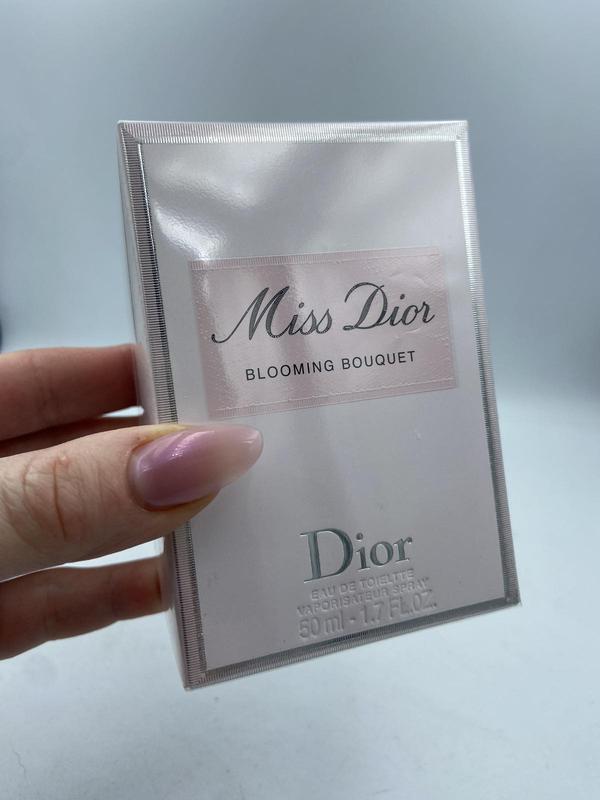 Miss Dior
BLOOMING BOUQUET
Dior
EAU DE TOILETTE
VAPORISATEUR SPRAY
50 ml - 1.7 FL.OZ.